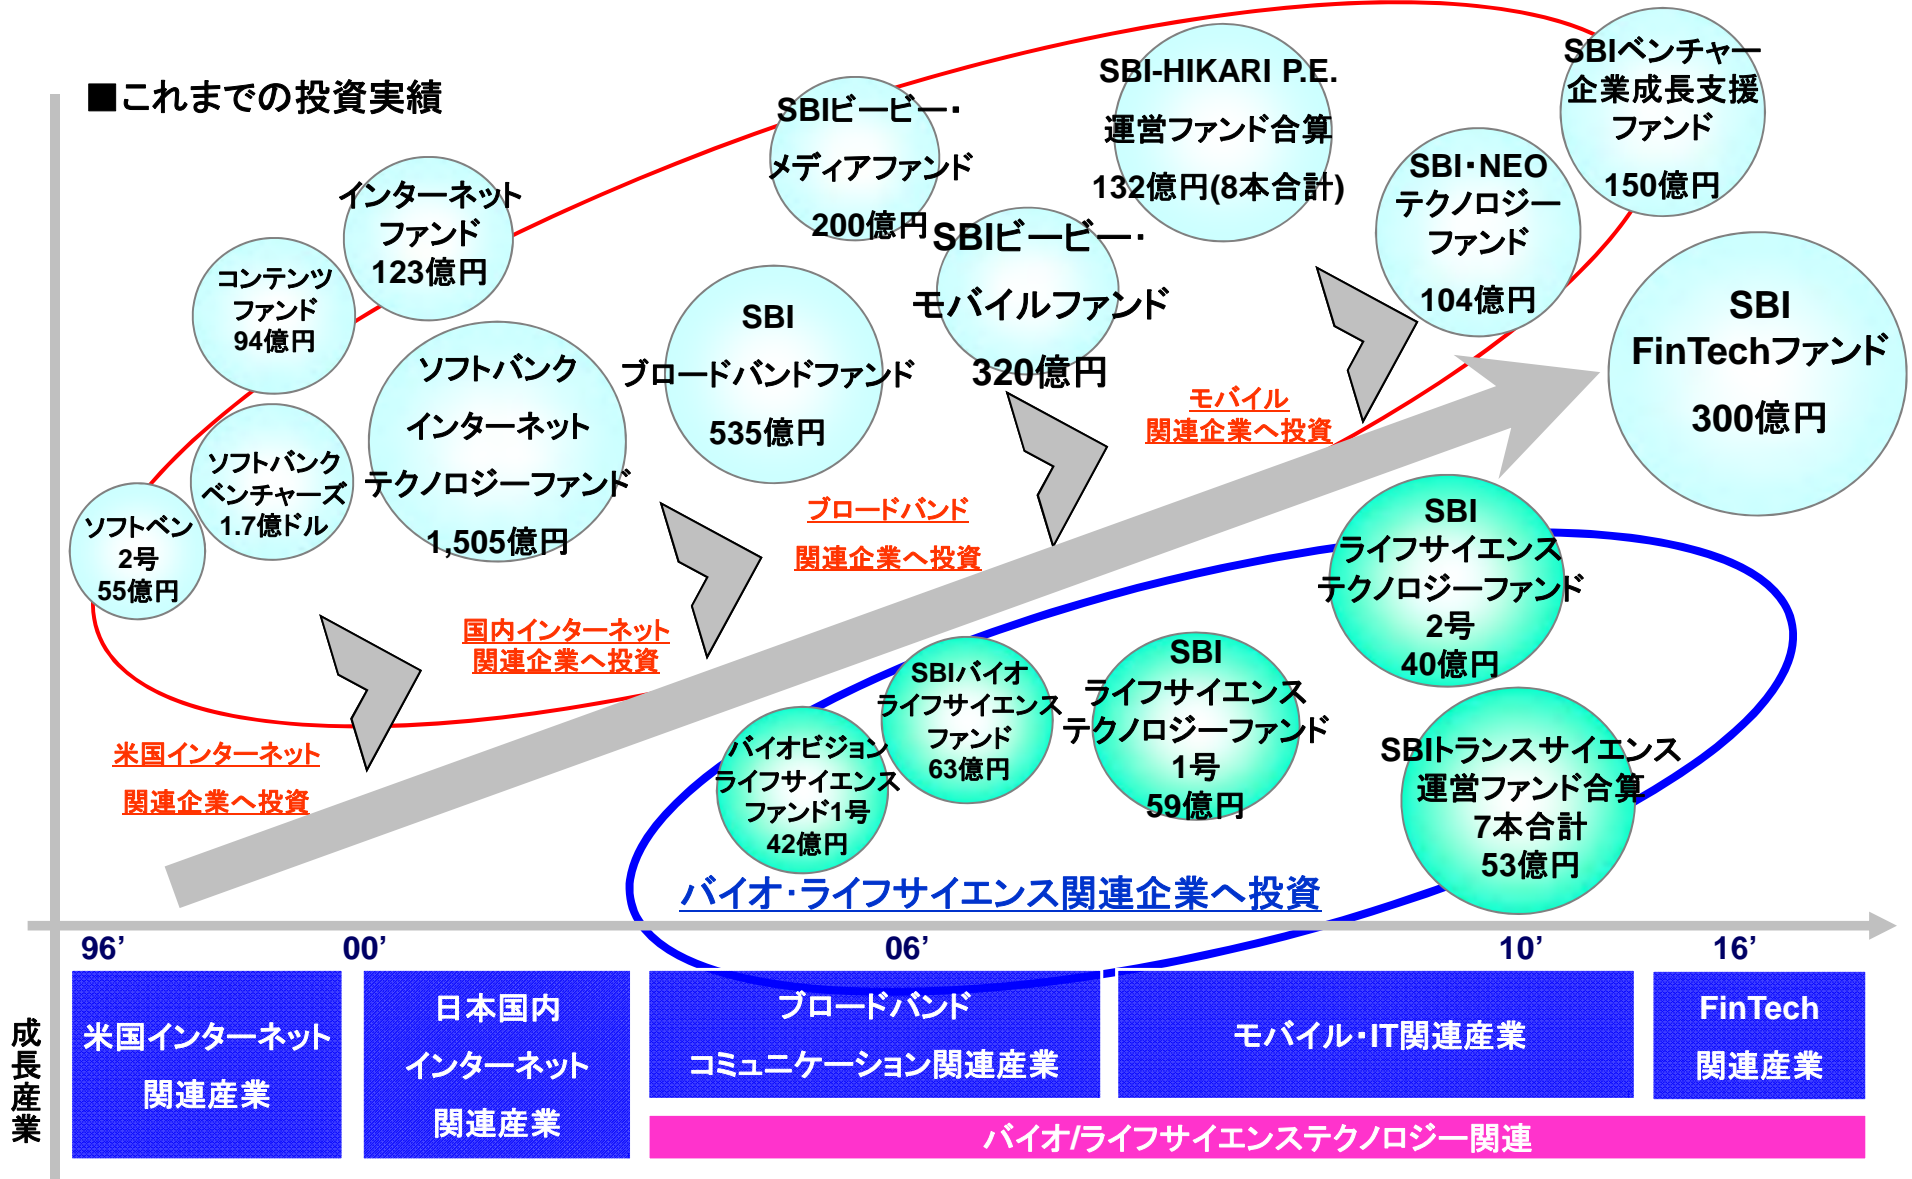 ■これまでの投資実績
ソフトベン
2号
55億円
コンテンツ
ファンド
94億円
ソフトバンク
ベンチャーズ
1.7億ドル
インターネット
ファンド
123億円
ソフトバンク
インターネット
テクノロジーファンド
1,505億円
SBI
ブロードバンドファンド
535億円
SBIビービー・
メディアファンド
200億円
SBIビービー・
モバイルファンド
320億円
SBI-HIKARI P.E.
運営ファンド合算
132億円(8本合計)
SBI・NEO
テクノロジー
ファンド
104億円
SBIベンチャー
企業成長支援
ファンド
150億円
SBI
FinTechファンド
300億円
米国インターネット
関連企業へ投資
国内インターネット
関連企業へ投資
ブロードバンド
関連企業へ投資
モバイル
関連企業へ投資
バイオビジョン
ライフサイエンス
ファンド1号
42億円
SBIバイオ
ライフサイエンス
ファンド
63億円
SBI
ライフサイエンス
テクノロジーファンド
1号
59億円
SBI
ライフサイエンス
テクノロジーファンド
2号
40億円
SBIトランスサイエンス
運営ファンド合算
7本合計
53億円
バイオ・ライフサイエンス関連企業へ投資
96’
00’
06’
10’
16’
成長産業
米国インターネット
関連産業
日本国内
インターネット
関連産業
ブロードバンド
コミュニケーション関連産業
モバイル・IT関連産業
FinTech
関連産業
バイオ/ライフサイエンステクノロジー関連